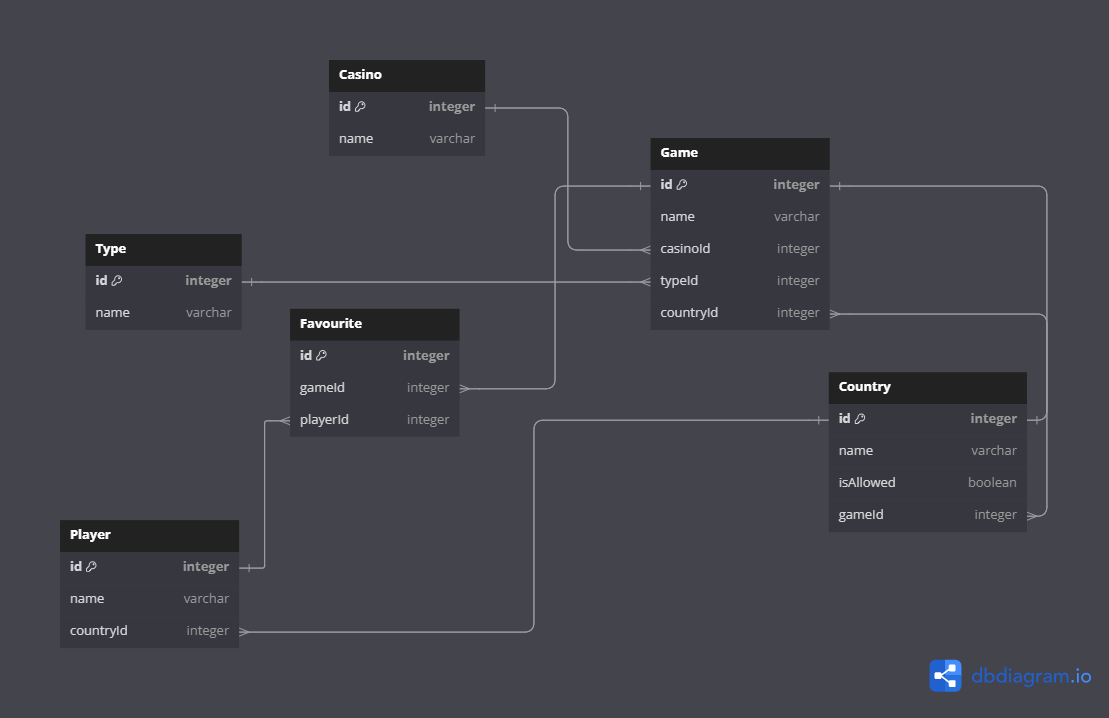 Casino
id integer
name varchar
Game
id integer
name varchar
casinoId integer
typeId integer
countryId integer
Type
id integer
name varchar
Favourite
id integer
gameId integer
playerId integer
Country
id integer
name varchar
isAllowed boolean
gameId integer
Player
id integer
name varchar
countryId integer
dbdiagram.io